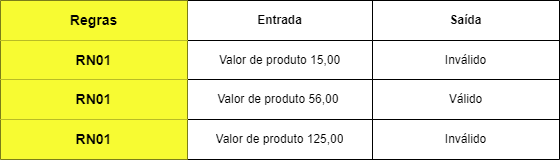 Regras Entrada Saída
RN01 Valor de produto 15,00 Inválido
RN01 Valor de produto 56,00 Válido
RN01 Valor de produto 125,00 Inválido